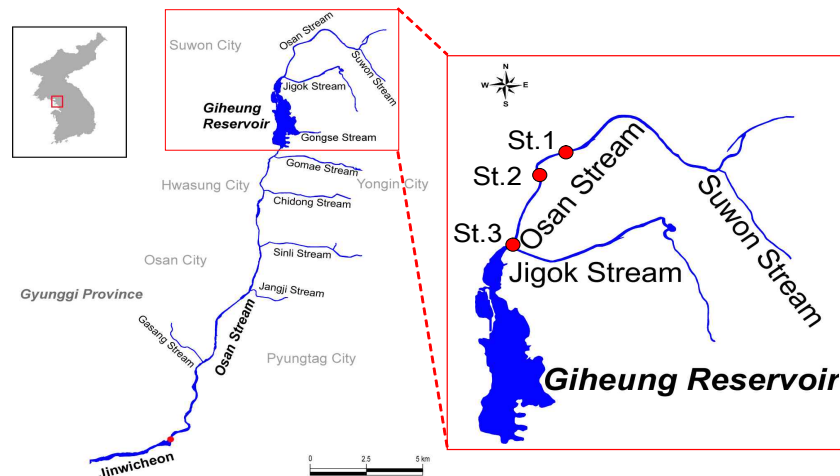 Suwon City
Osan Stream
Suwon Stream
Jigok Stream
Giheung
Reservoir
Gongse Stream
Gomae Stream
Hwasung City
Yongin City
Chidong Stream
Osan City
Sinli Stream
Gyunggi Province
Jangji Stream
Gasang Stream
Osan Stream
Pyungtag City
Jinwicheon
0 2.5 5 km
N
W E
S
St.1
St.2
St.3
Osan Stream
Suwon Stream
Jigok Stream
Giheung Reservoir